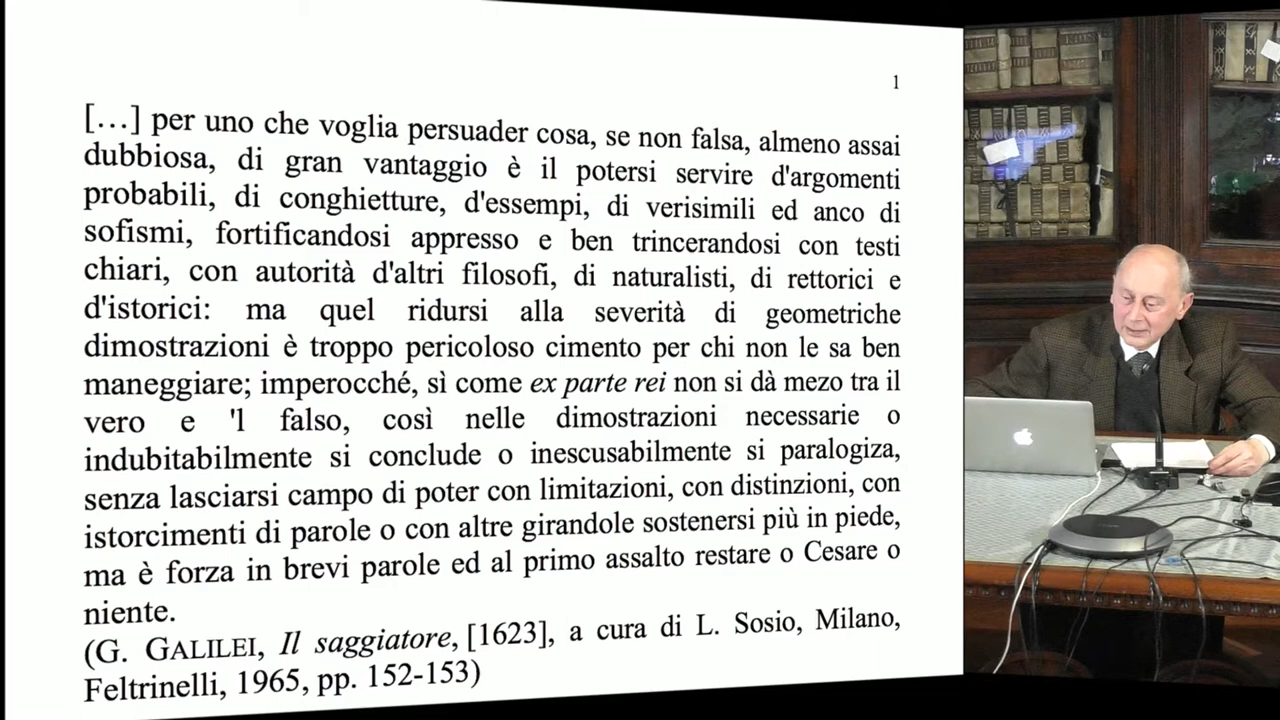 1
[…] per uno che voglia persuader cosa, se non falsa, almeno assai
dubbiosa, di gran vantaggio è il potersi servire d'argomenti
probabili, di conghietture, d'essempi, di verisimili ed anco di
sofismi, fortificandosi appresso e ben trincerandosi con testi
chiari, con autorità d'altri filosofi, di naturalisti, di rettorici e
d'istorici: ma quel ridursi alla severità di geometriche
dimostrazioni è troppo pericoloso cimento per chi non le sa ben
maneggiare; imperocché, sì come ex parte rei non si dà mezo tra il
vero e 'l falso, così nelle dimostrazioni necessarie o
indubitabilmente si conclude o inescusabilmente si paralogiza,
senza lasciarsi campo di poter con limitazioni, con distinzioni, con
istorcimenti di parole o con altre girandole sostenersi più in piede,
ma è forza in brevi parole ed al primo assalto restare o Cesare o
niente.
(G. GALILEI, Il saggiatore, [1623], a cura di L. Sosio, Milano,
Feltrinelli, 1965, pp. 152-153)